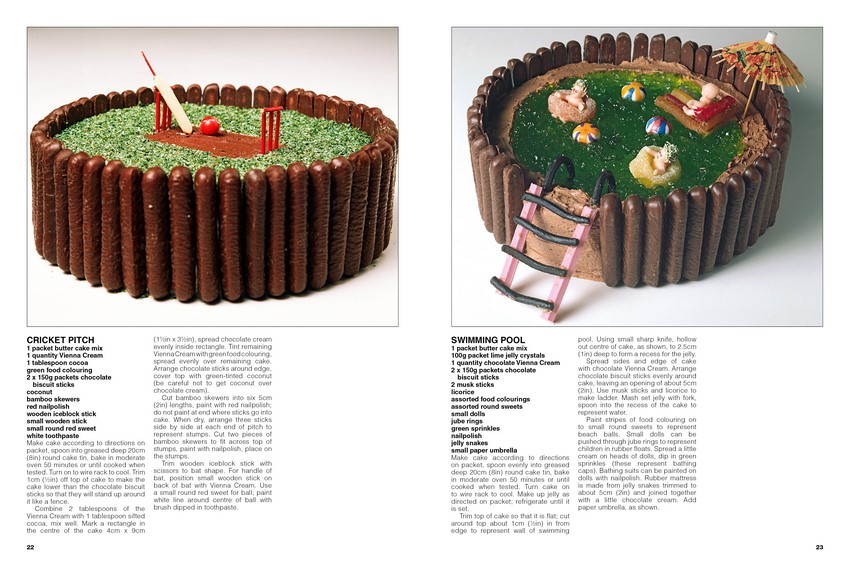 CRICKET PITCH
1 packet butter cake mix
1 quantity Vienna Cream
1 tablespoon cocoa
green food colouring
2 x 150g packets chocolate
biscuit sticks
coconut
bamboo skewers
red nailpolish
wooden iceblock stick
small wooden stick
small round red sweet
white toothpaste
Make cake according to directions on
packet, spoon into greased deep 20cm
(8in) round cake tin, bake in moderate
oven 50 minutes or until cooked when
tested. Turn on to wire rack to cool. Trim
1cm (½in) off top of cake to make the
cake lower than the chocolate biscuit
sticks so that they will stand up around
it like a fence.
Combine 2 tablespoons of the
Vienna Cream with 1 tablespoon sifted
cocoa, mix well. Mark a rectangle in
the centre of the cake 4cm x 9cm
(1½in x 3½in), spread chocolate cream
evenly inside rectangle. Tint remaining
Vienna Cream with green food colouring,
spread evenly over remaining cake.
Arrange chocolate sticks around edge,
cover top with green-tinted coconut
(be careful not to get coconut over
chocolate cream).
Cut bamboo skewers into six 5cm
(2in) lengths, paint with red nailpolish;
do not paint at end where sticks go into
cake. When dry, arrange three sticks
side by side at each end of pitch to
represent stumps. Cut two pieces of
bamboo skewers to fit across top of
stumps, paint with nailpolish, place on
the stumps.
Trim wooden iceblock stick with
scissors to bat shape. For handle of
bat, position small wooden stick on
back of bat with Vienna Cream. Use
a small round red sweet for ball; paint
white line around centre of ball with
brush dipped in toothpaste.
22
SWIMMING POOL
1 packet butter cake mix
100g packet lime jelly crystals
1 quantity chocolate Vienna Cream
2 x 150g packets chocolate
biscuit sticks
2 musk sticks
licorice
assorted food colourings
assorted round sweets
small dolls
jube rings
green sprinkles
nailpolish
jelly snakes
small paper umbrella
Make cake according to directions
on packet, spoon evenly into greased
deep 20cm (8in) round cake tin, bake
in moderate oven 50 minutes or until
cooked when tested. Turn cake on
to wire rack to cool. Make up jelly as
directed on packet; refrigerate until it
is set.
Trim top of cake so that it is flat; cut
around top about 1cm (½in) in from
edge to represent wall of swimming
pool. Using small sharp knife, hollow
out centre of cake, as shown, to 2.5cm
(1in) deep to form a recess for the jelly.
Spread sides and edge of cake
with chocolate Vienna Cream. Arrange
chocolate biscuit sticks evenly around
cake, leaving an opening of about 5cm
(2in). Use musk sticks and licorice to
make ladder. Mash set jelly with fork,
spoon into the recess of the cake to
represent water.
Paint stripes of food colouring on
to small round sweets to represent
beach balls. Small dolls can be
pushed through jube rings to represent
children in rubber floats. Spread a little
cream on heads of dolls, dip in green
sprinkles (these represent bathing
caps). Bathing suits can be painted on
dolls with nailpolish. Rubber mattress
is made from jelly snakes trimmed to
about 5cm (2in) and joined together
with a little chocolate cream. Add
paper umbrella, as shown.
23